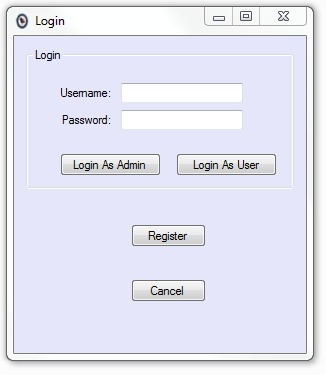 Login
Login
Username:
Password:
Login As Admin Login As User
Register
Cancel